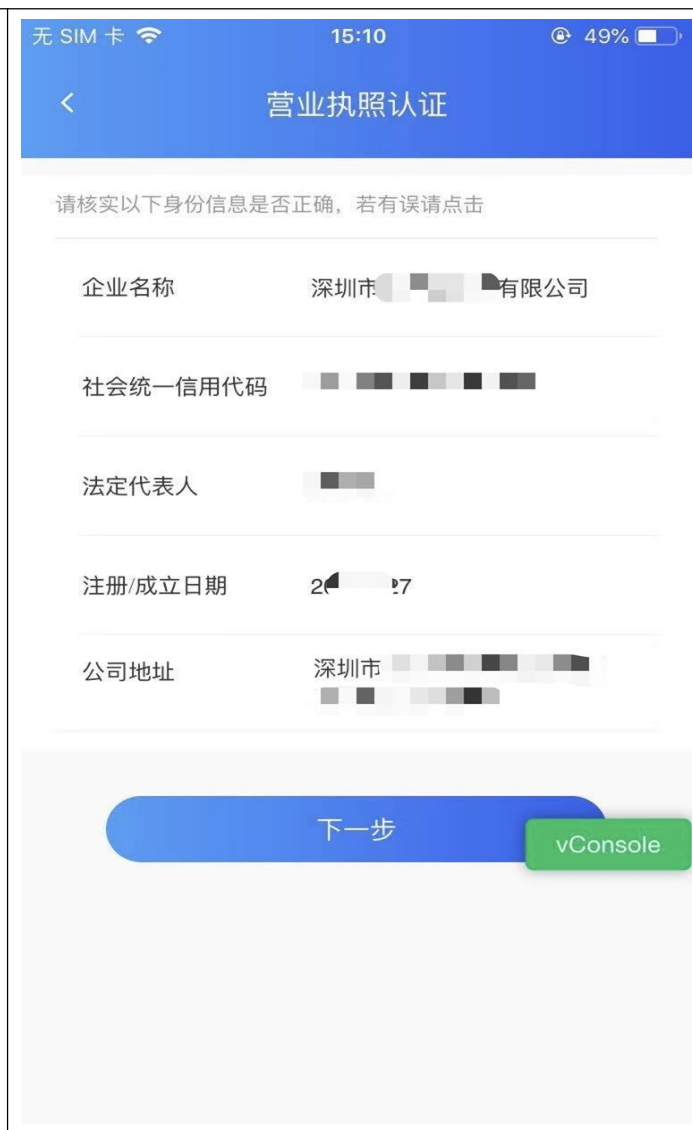 无 SIM 卡 15:10 49%
营业执照认证
请核实以下身份信息是否正确，若有误请点击
企业名称 深圳市 有限公司
社会统一信用代码
法定代表人
注册/成立日期 2 27
公司地址 深圳市
下一步
vConsole